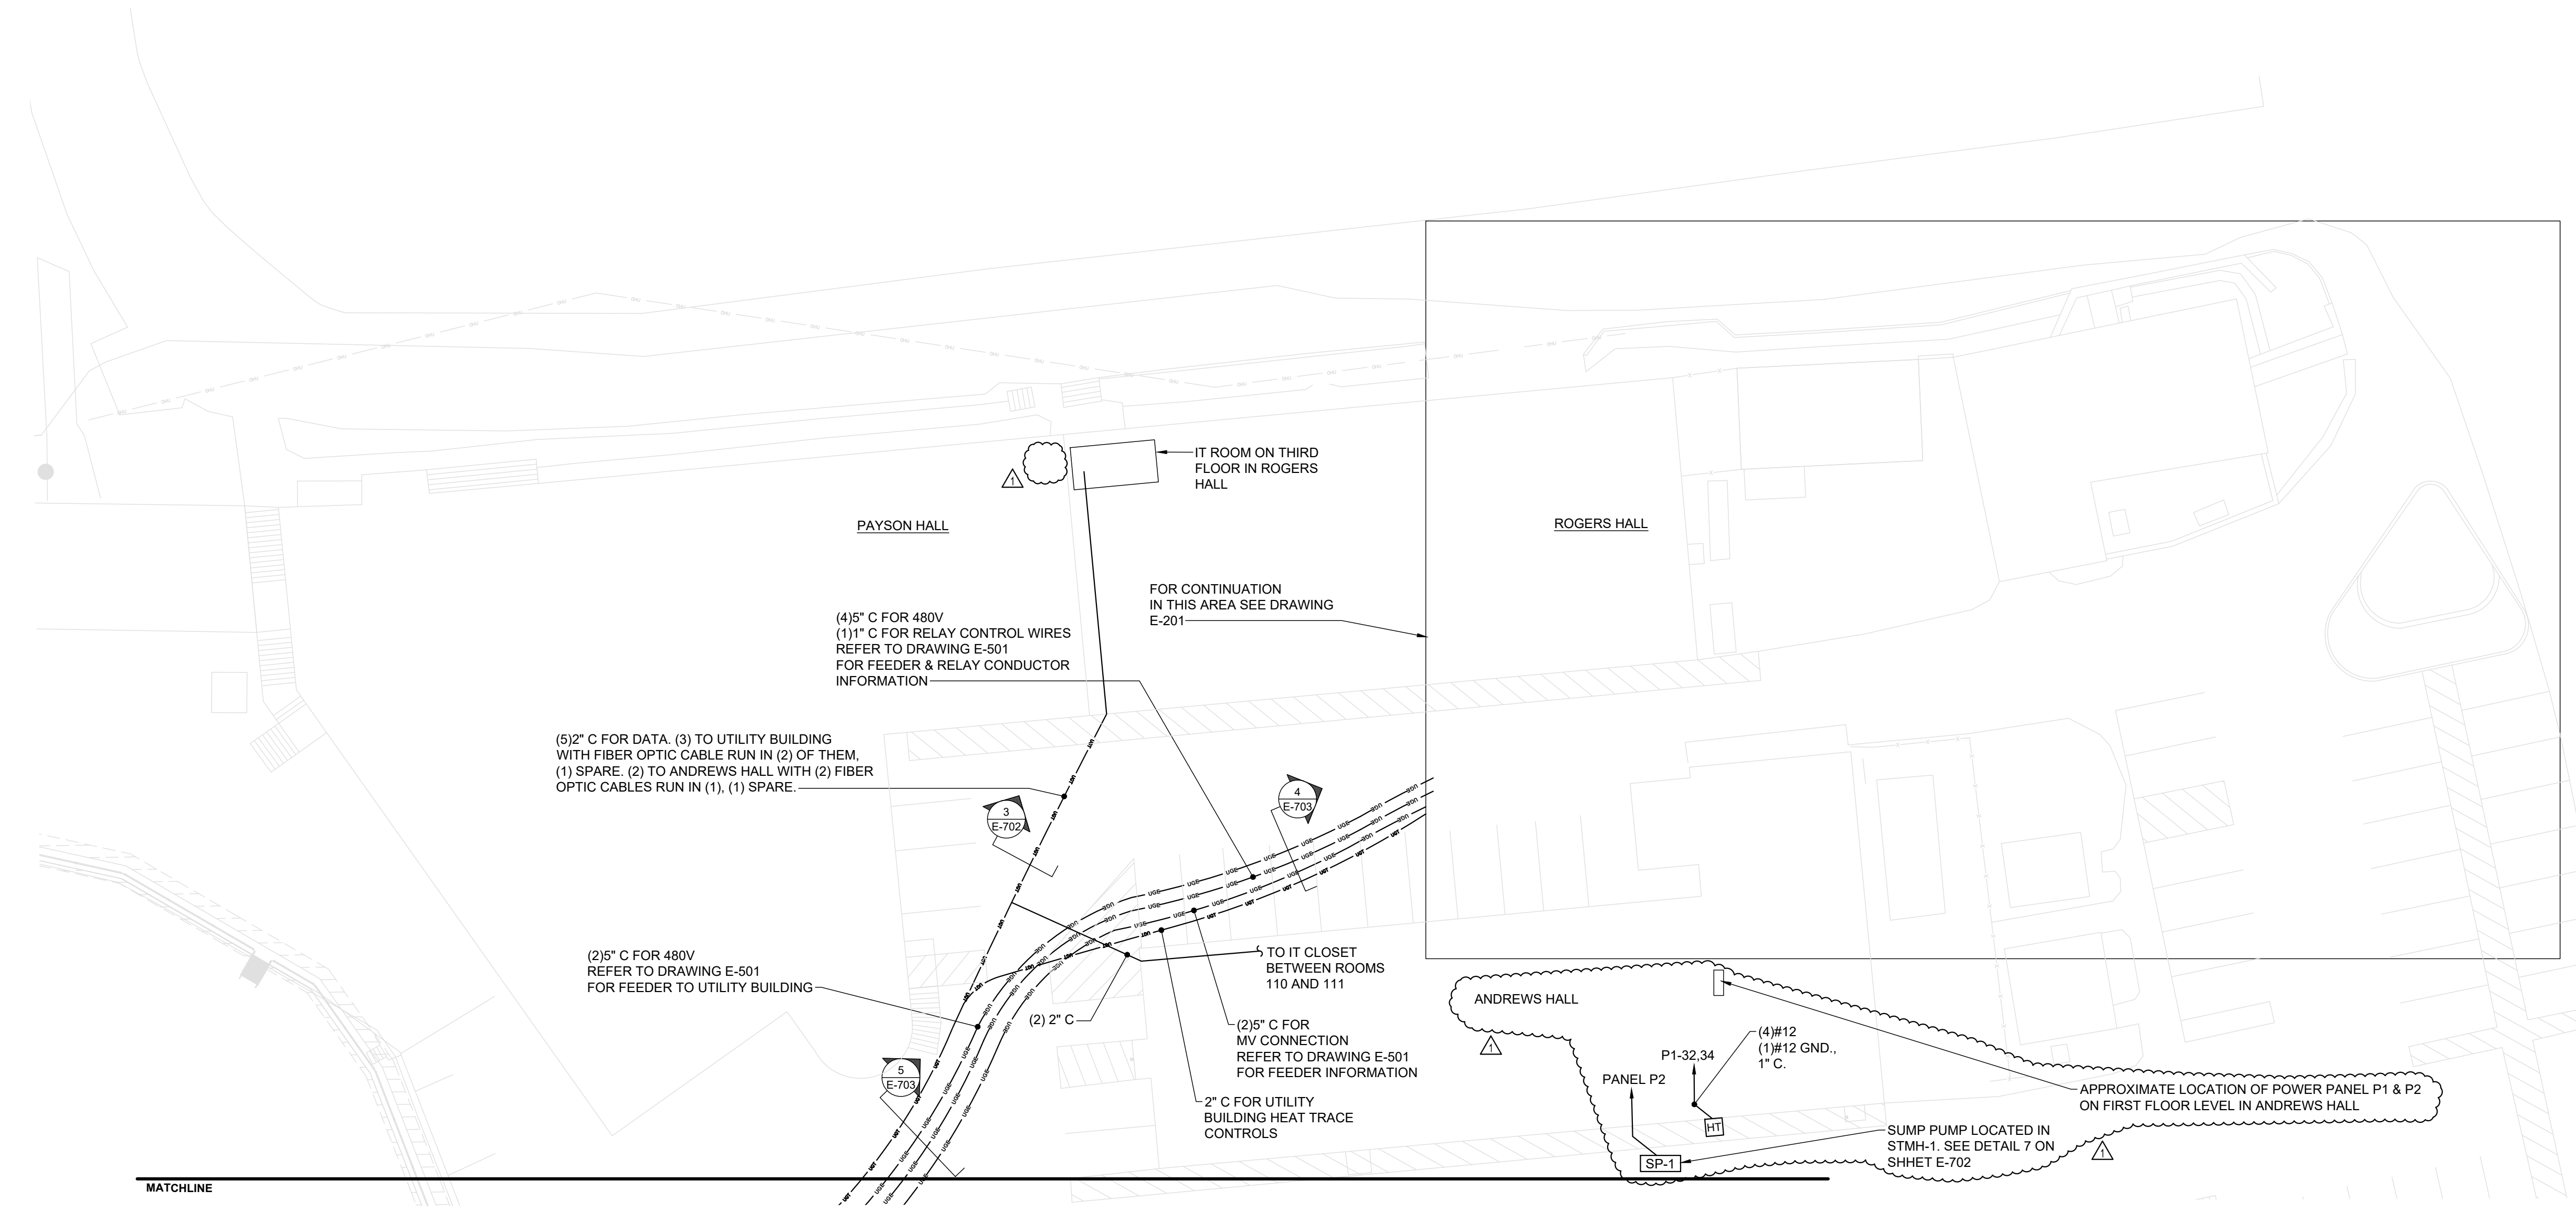 IT ROOM ON THIRD
FLOOR IN ROGERS
HALL
1
PAYSON HALL
ROGERS HALL
FOR CONTINUATION
IN THIS AREA SEE DRAWING
E-201
(4)5" C FOR 480V
(1)1" C FOR RELAY CONTROL WIRES
REFER TO DRAWING E-501
FOR FEEDER & RELAY CONDUCTOR
INFORMATION
(5)2" C FOR DATA. (3) TO UTILITY BUILDING
WITH FIBER OPTIC CABLE RUN IN (2) OF THEM,
(1) SPARE. (2) TO ANDREWS HALL WITH (2) FIBER
OPTIC CABLES RUN IN (1), (1) SPARE.
3
E-702
4
E-703
(2)5" C FOR 480V
REFER TO DRAWING E-501
FOR FEEDER TO UTILITY BUILDING
TO IT CLOSET
BETWEEN ROOMS
110 AND 111
(2) 2" C
(2)5" C FOR
MV CONNECTION
REFER TO DRAWING E-501
FOR FEEDER INFORMATION
5
E-703
2" C FOR UTILITY
BUILDING HEAT TRACE
CONTROLS
ANDREWS HALL
1
(4)#12
(1)#12 GND.,
1" C.
P1-32,34
PANEL P2
HT
SP-1
APPROXIMATE LOCATION OF POWER PANEL P1 & P2
ON FIRST FLOOR LEVEL IN ANDREWS HALL
SUMP PUMP LOCATED IN
STMH-1. SEE DETAIL 7 ON
SHHET E-702
1
MATCHLINE